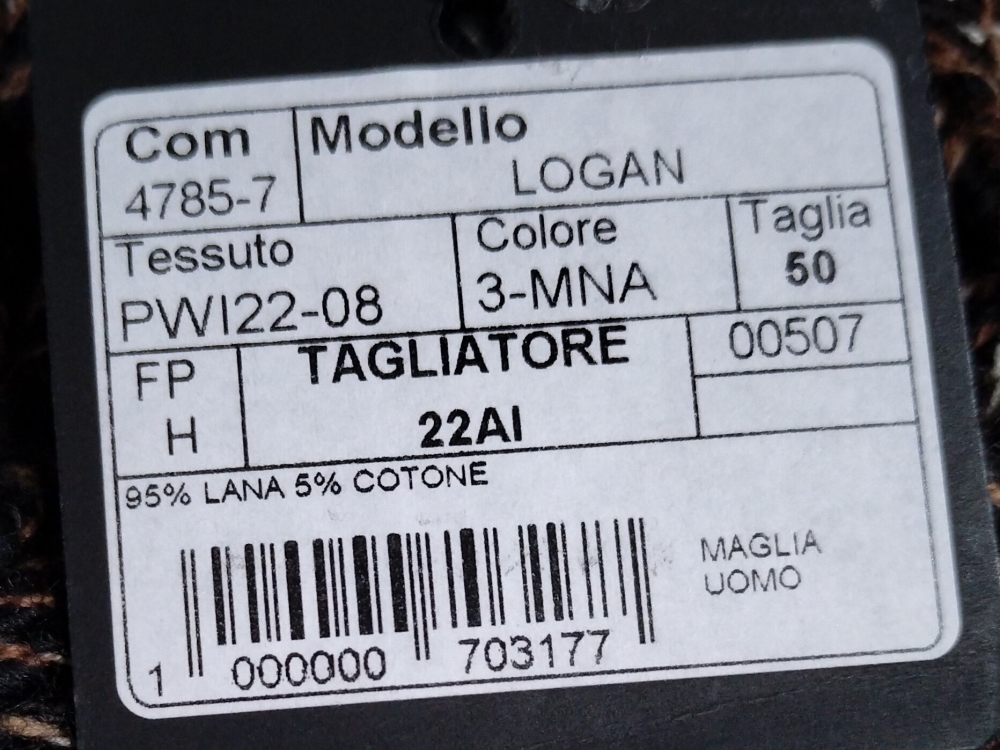 Com
4785-7
Modello
LOGAN
Tessuto
PWI22-08
Colore
3-MNA
Taglia
50
FP
H
TAGLIATORE
22AI
00507
95% LANA 5% COTONE
MAGLIA
UOMO
1 000000 703177